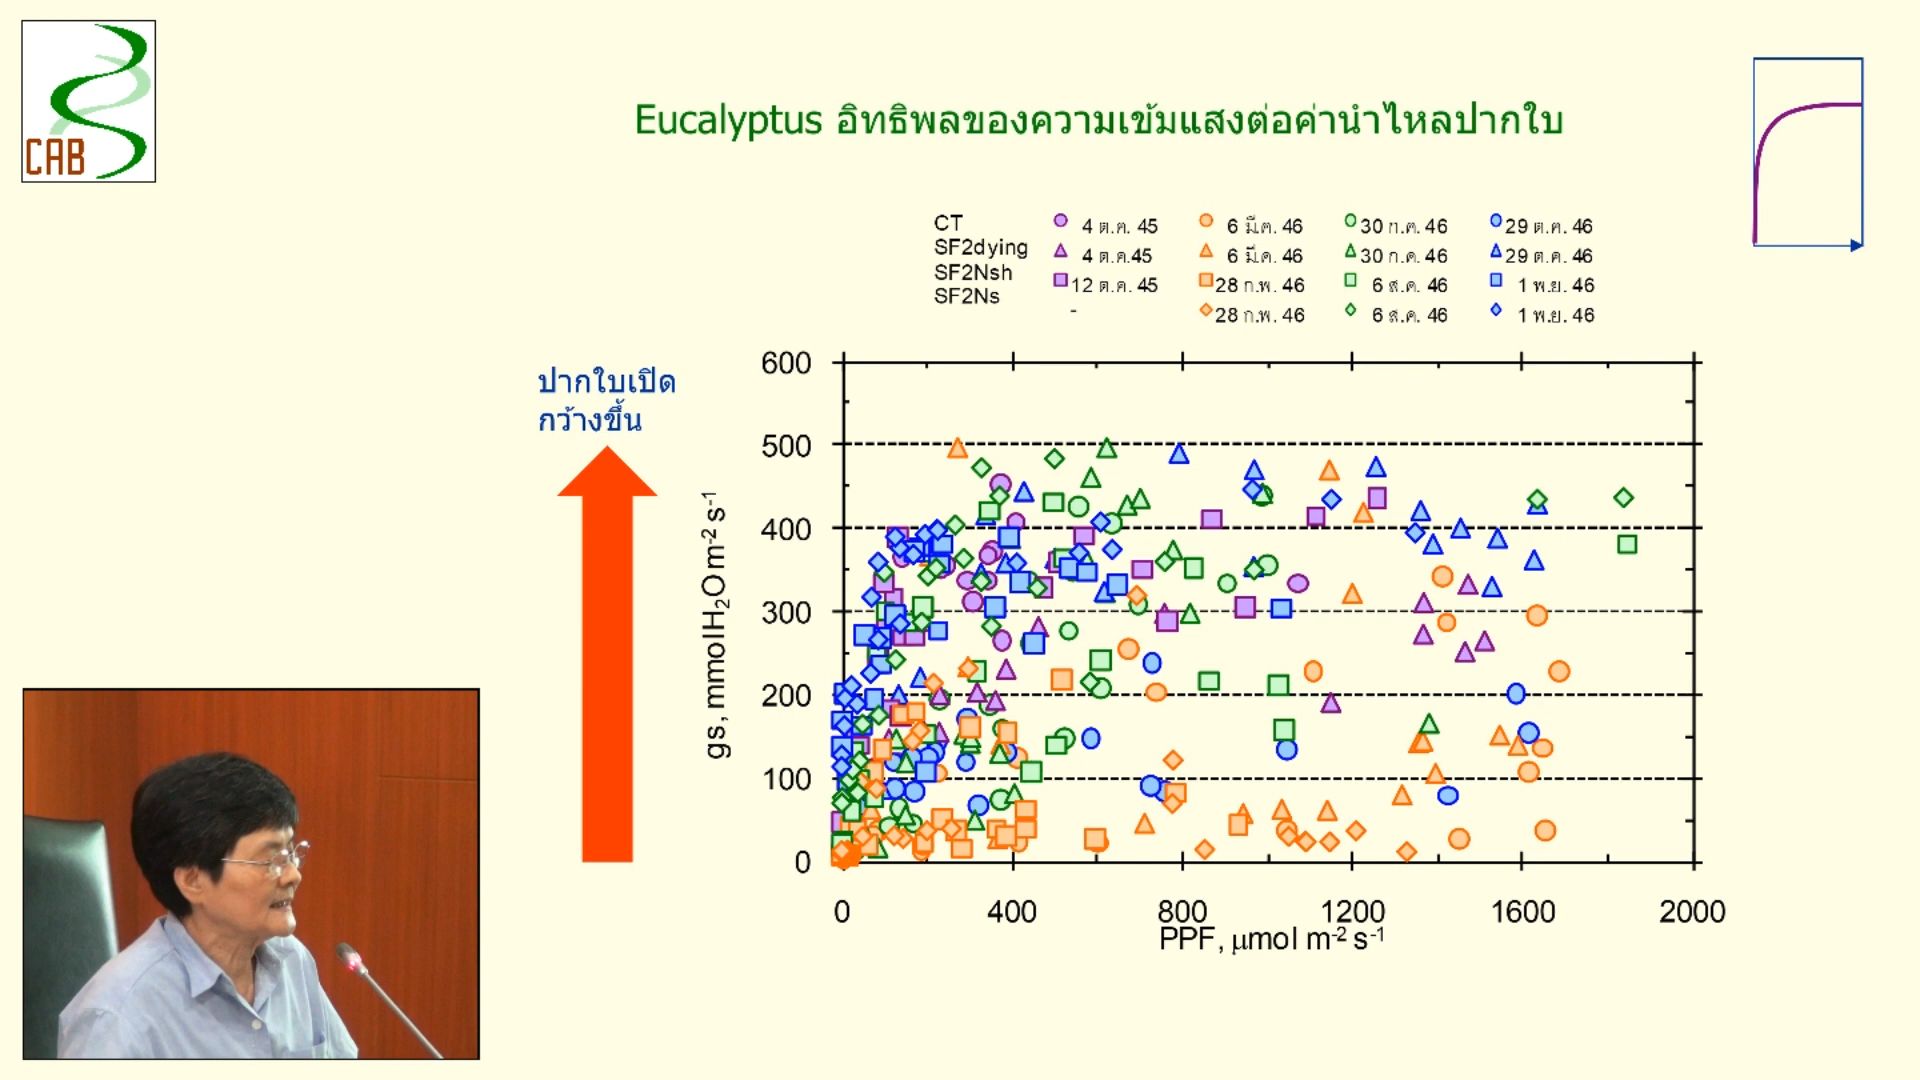 CAB
Eucalyptus อิทธิพลของความเข้มแสงต่อค่านำไหลปากใบ
CT 4 ต.ค. 45 6 มี.ค. 46 30 ก.ค. 46 29 ต.ค. 46
SF2dying 4 ต.ค.45 6 มี.ค. 46 30 ก.ค. 46 29 ต.ค. 46
SF2Nsh 12 ต.ค. 45 28 ก.พ. 46 6 ส.ค. 46 1 พ.ย. 46
SF2Ns - 28 ก.พ. 46 6 ส.ค. 46 1 พ.ย. 46
ปากใบเปิด
กว้างขึ้น
gs, mmolH2Om-2 s-1
600
500
400
300
200
100
0
0 400 800 1200 1600 2000
PPF, µmol m-2 s-1